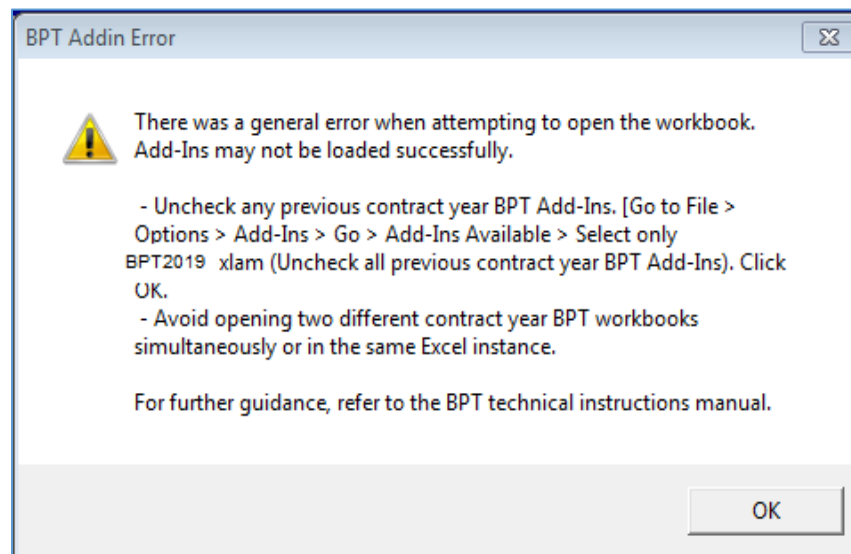 BPT Addin Error
There was a general error when attempting to open the workbook.
Add-Ins may not be loaded successfully.
- Uncheck any previous contract year BPT Add-Ins. [Go to File >
Options > Add-Ins > Go > Add-Ins Available > Select only
BPT2019 xlam (Uncheck all previous contract year BPT Add-Ins). Click
OK.
- Avoid opening two different contract year BPT workbooks
simultaneously or in the same Excel instance.
For further guidance, refer to the BPT technical instructions manual.
OK